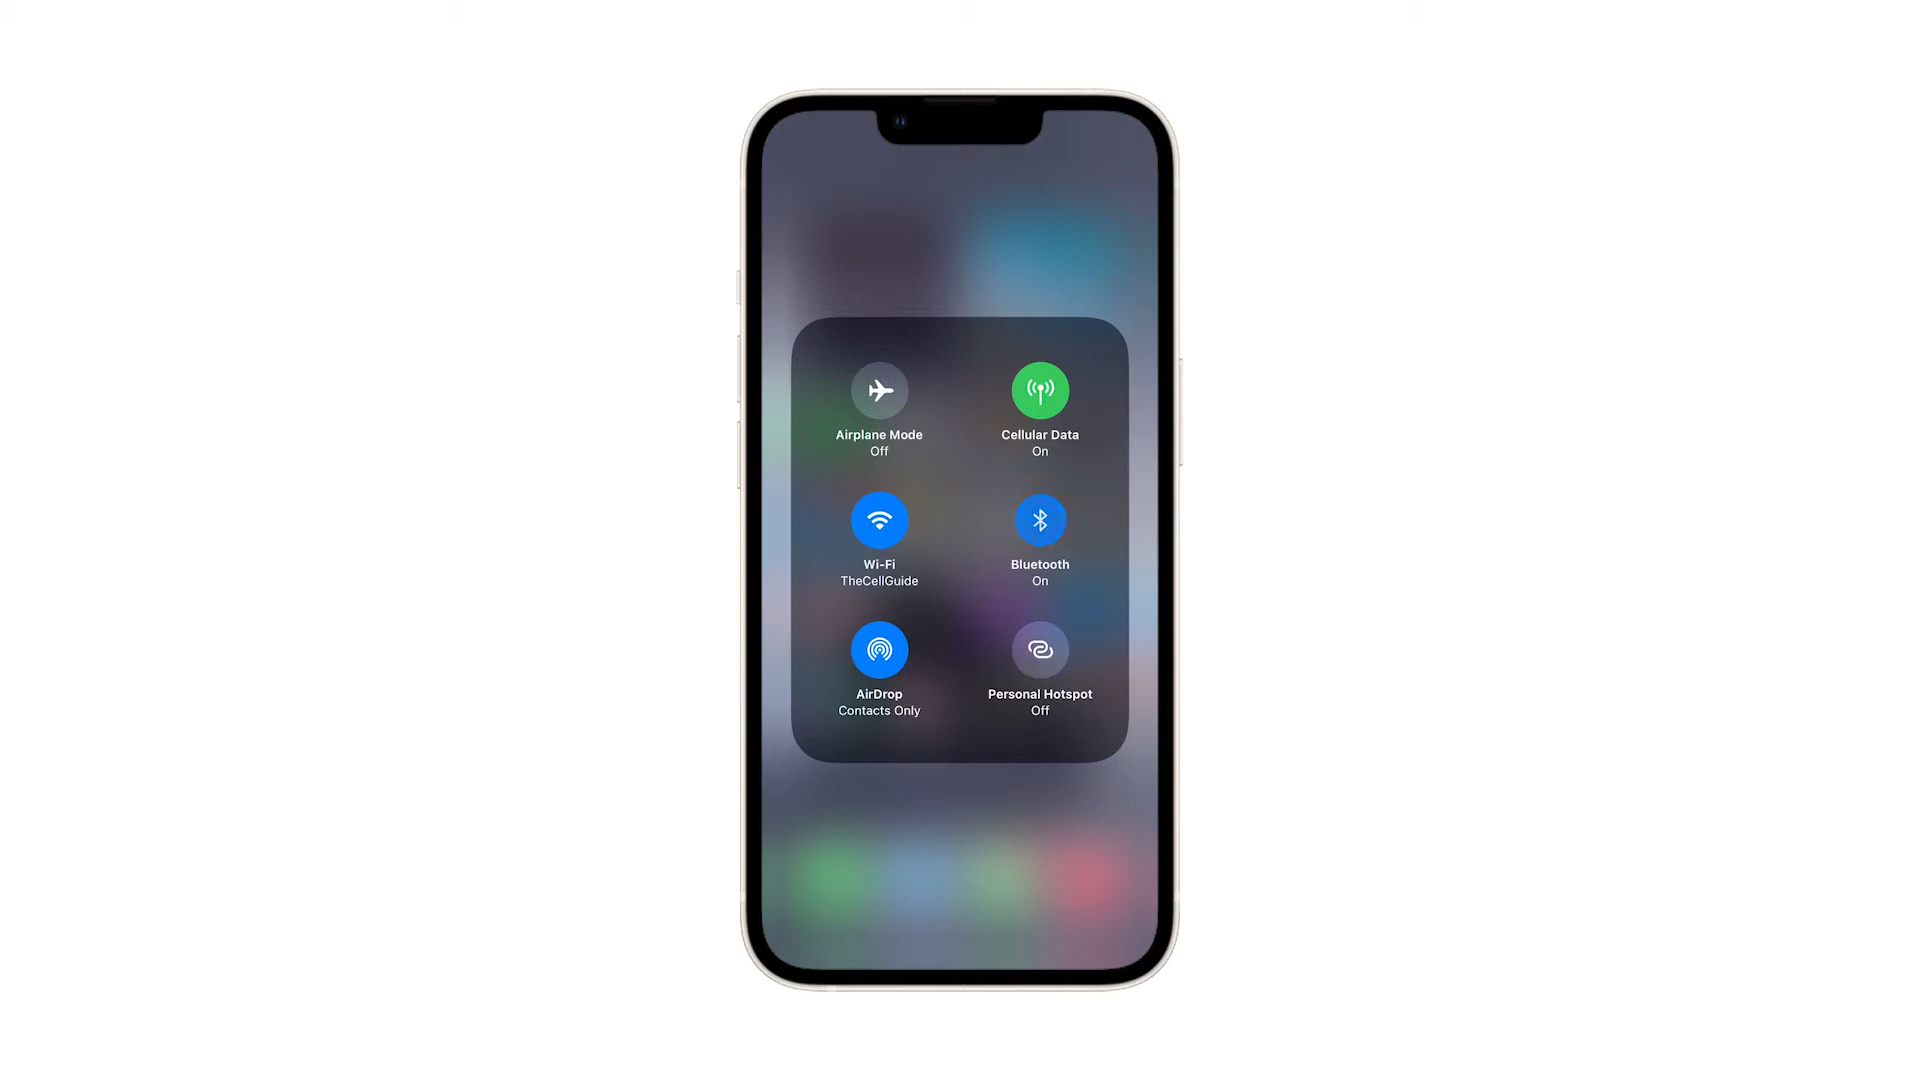 Airplane Mode
Off
Cellular Data
On
Wi-Fi
TheCellGuide
Bluetooth
On
AirDrop
Contacts Only
Personal Hotspot
Off